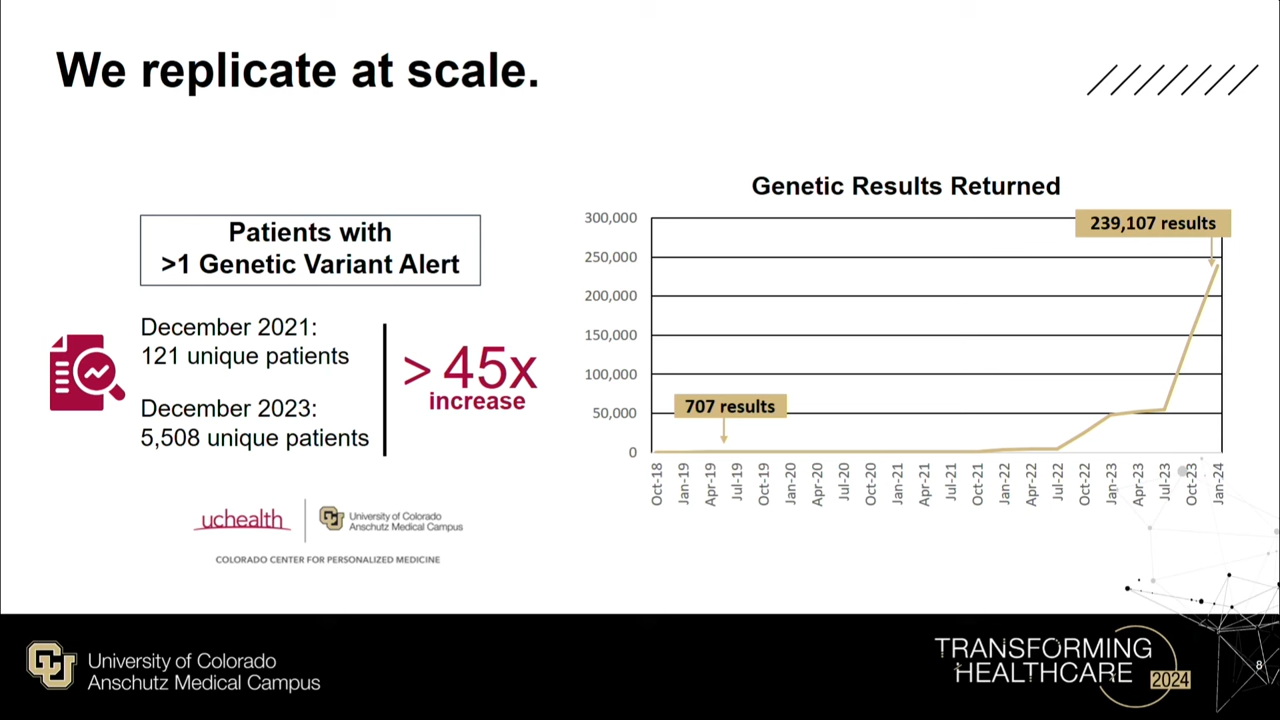 We replicate at scale.
Patients with
>1 Genetic Variant Alert
December 2021:
121 unique patients
December 2023:
5,508 unique patients
> 45x
increase
uchealth
CU
University of Colorado
Anschutz Medical Campus
COLORADO CENTER FOR PERSONALIZED MEDICINE
Genetic Results Returned
300,000
250,000
200,000
150,000
100,000
50,000
0
239,107 results
707 results
Oct-18
Jan-19
Apr-19
Jul-19
Oct-19
Jan-20
Apr-20
Jul-20
Oct-20
Jan-21
Apr-21
Jul-21
Oct-21
Jan-22
Apr-22
Jul-22
Oct-22
Jan-23
Apr-23
Jul-23
Oct-23
Jan-24
CU
University of Colorado
Anschutz Medical Campus
TRANSFORMING
HEALTHCARE
2024
8